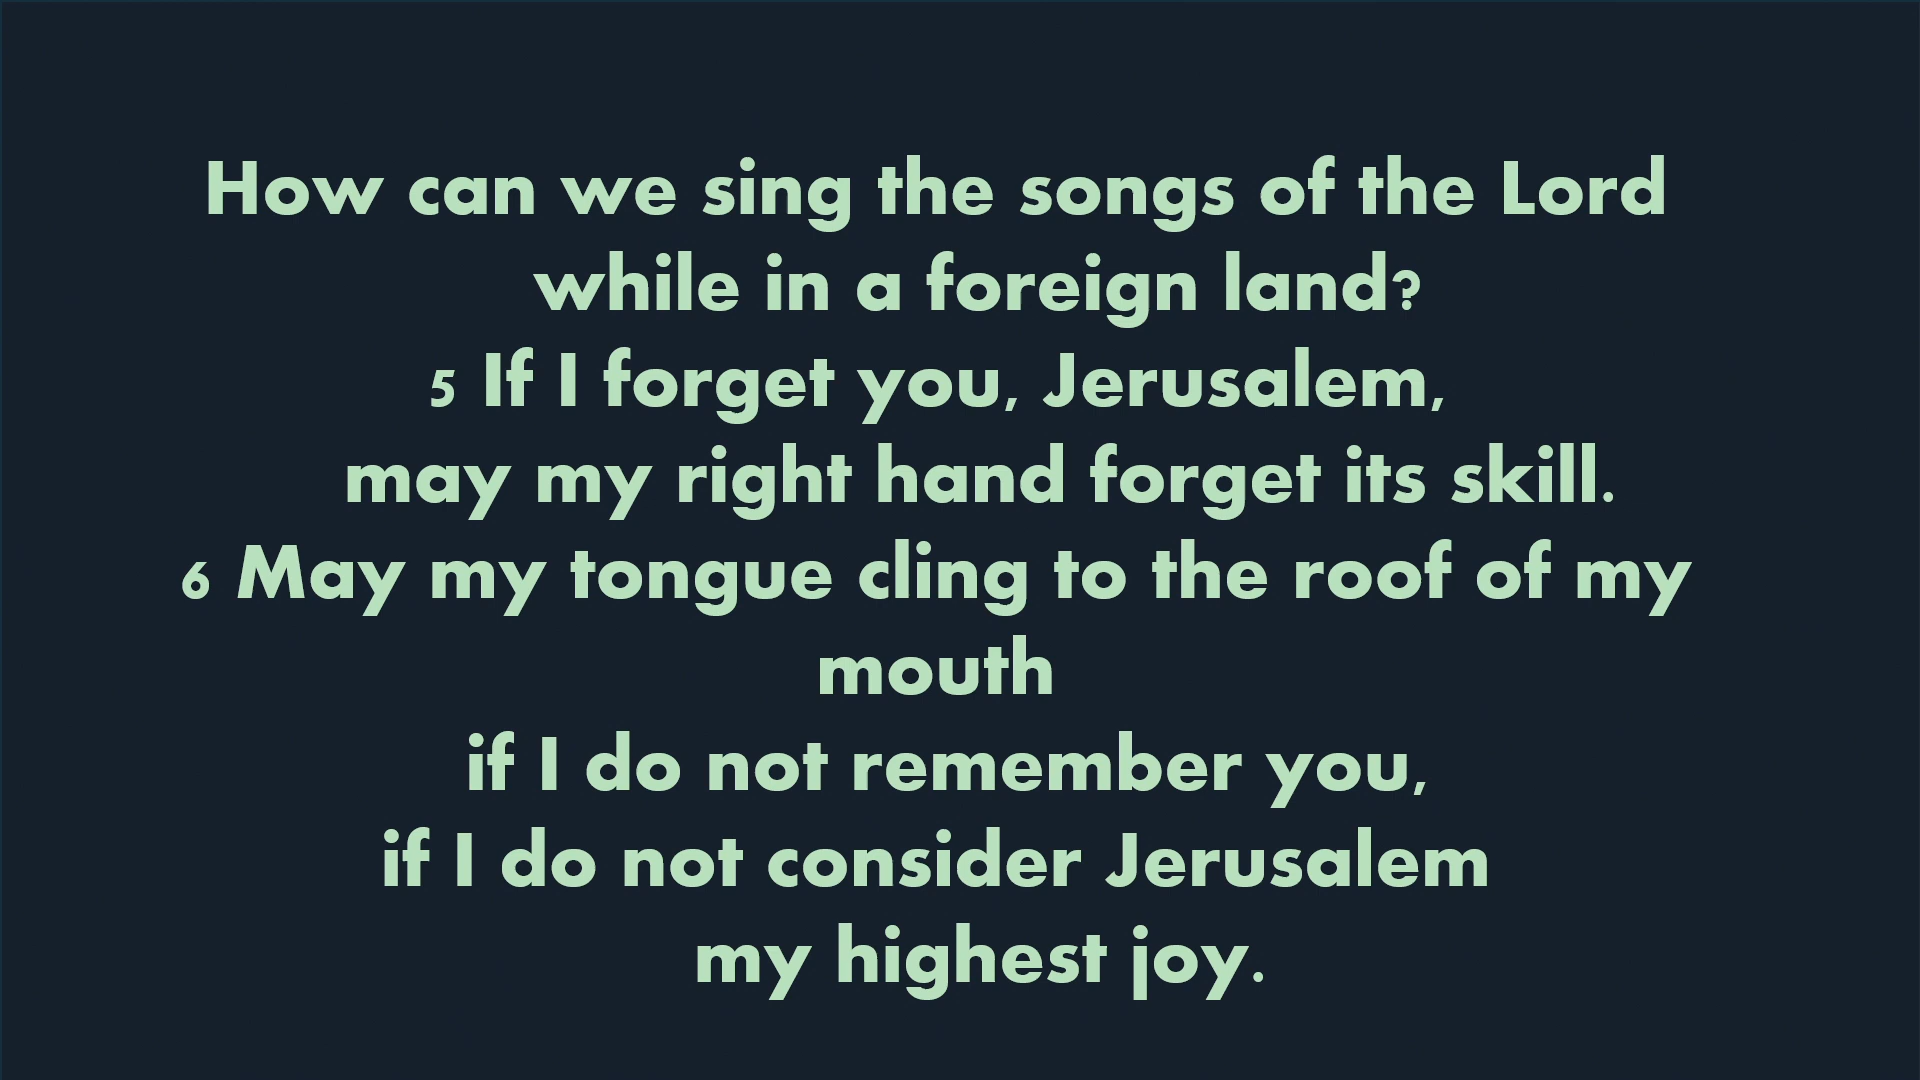 How can we sing the songs of the Lord
while in a foreign land?
5 If I forget you, Jerusalem,
may my right hand forget its skill.
6 May my tongue cling to the roof of my
mouth
if I do not remember you,
if I do not consider Jerusalem
my highest joy.